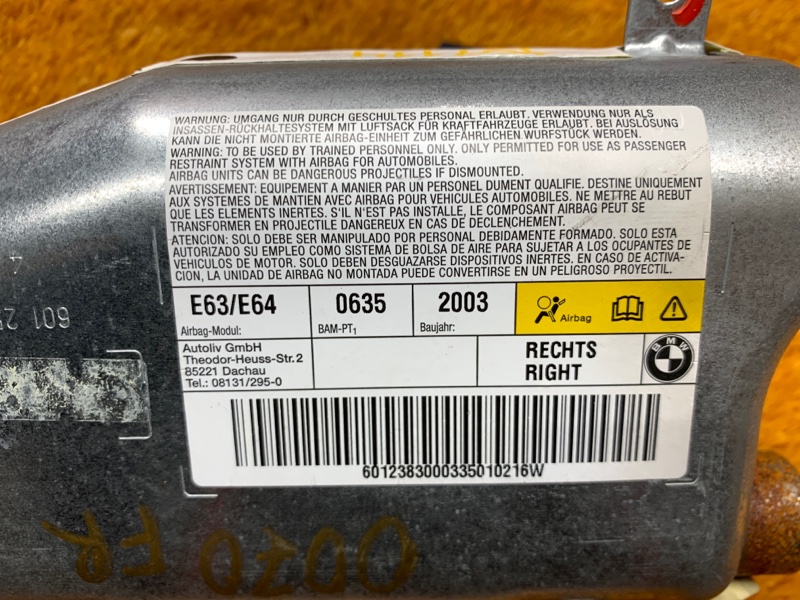 WARNUNG: UMGANG NUR DURCH GESCHULTES PERSONAL ERLAUBT. VERWENDUNG NUR ALS
INSASSEN-RÜCKHALTESYSTEM MIT LUFTSACK FÜR KRAFTFAHRZEUGE ERLAUBT. BEI AUSLÖSUNG
KANN DIE NICHT MONTIERTE AIRBAG-EINHEIT ZUM GEFÄHRLICHEN WURFSTÜCK WERDEN.
WARNING: TO BE USED BY TRAINED PERSONNEL ONLY. ONLY PERMITTED FOR USE AS PASSENGER
RESTRAINT SYSTEM WITH AIRBAG FOR AUTOMOBILES.
AIRBAG UNITS CAN BE DANGEROUS PROJECTILES IF DISMOUNTED.
AVERTISSEMENT: EQUIPEMENT A MANIER PAR UN PERSONEL DUMENT QUALIFIE. DESTINE UNIQUEMENT
AUX SYSTEMES DE MANTIEN AVEC AIRBAG POUR VEHICULES AUTOMOBILES. NE METTRE AU REBUT
QUE LES ELEMENTS INERTES. S'IL N'EST PAS INSTALLE, LE COMPOSANT AIRBAG PEUT SE
TRANSFORMER EN PROJECTILE DANGEREUX EN CAS DE DECLENCHEMENT.
ATENCION: SOLO DEBE SER MANIPULADO POR PERSONAL DEBIDAMENTE FORMADO. SOLO ESTA
AUTORIZADO SU EMPLEO COMO SISTEMA DE BOLSA DE AIRE PARA SUJETAR A LOS OCUPANTES DE
VEHICULOS DE MOTOR. SOLO DEBEN DESGUAZARSE DISPOSITIVOS INERTES. EN CASO DE ACTIVA-
CION, LA UNIDAD DE AIRBAG NO MONTADA PUEDE CONVERTIRSE EN UN PELIGROSO PROYECTIL.
E63/E64 0635 2003
Airbag-Modul: BAM-PT1 Baujahr: Airbag
Autoliv GmbH
Theodor-Heuss-Str.2
85221 Dachau
Tel.: 08131/295-0
RECHTS
RIGHT
BMW
6012383000335010216W
0070 FR